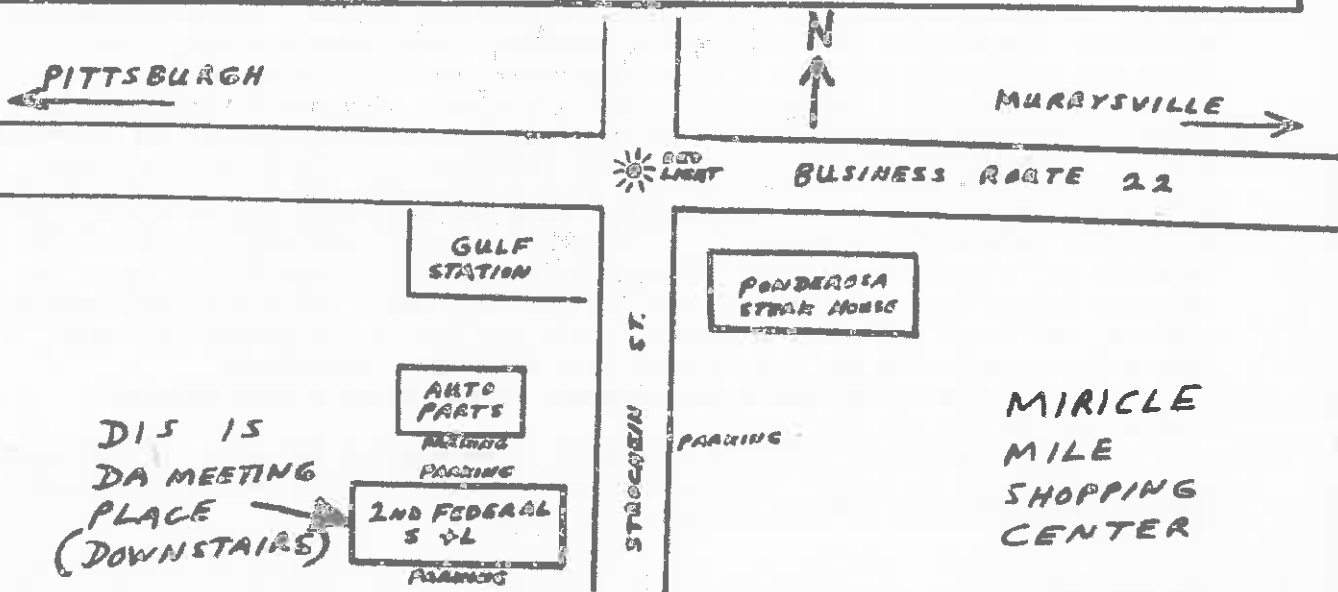 N
PITTSBURGH
MURRYSVILLE
RED
LIGHT
BUSINESS ROUTE 22
GULF
STATION
PONDEROSA
STEAK HOUSE
ST.
AUTO
PARTS
PARKING
PARKING
PARKING
MIRICLE
MILE
SHOPPING
CENTER
DIS IS
DA MEETING
PLACE
(DOWNSTAIRS)
2ND FEDERAL
S & L
PARKING